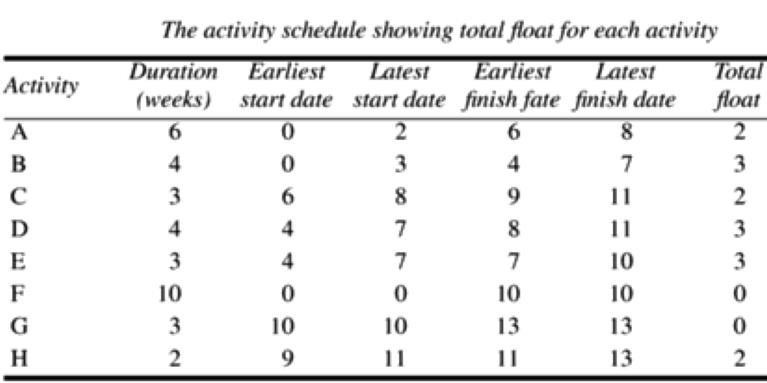 The activity schedule showing total float for each activity
Activity Duration (weeks) Earliest start date Latest start date Earliest finish fate Latest finish date Total float
A 6 0 2 6 8 2
B 4 0 3 4 7 3
C 3 6 8 9 11 2
D 4 4 7 8 11 3
E 3 4 7 7 10 3
F 10 0 0 10 10 0
G 3 10 10 13 13 0
H 2 9 11 11 13 2